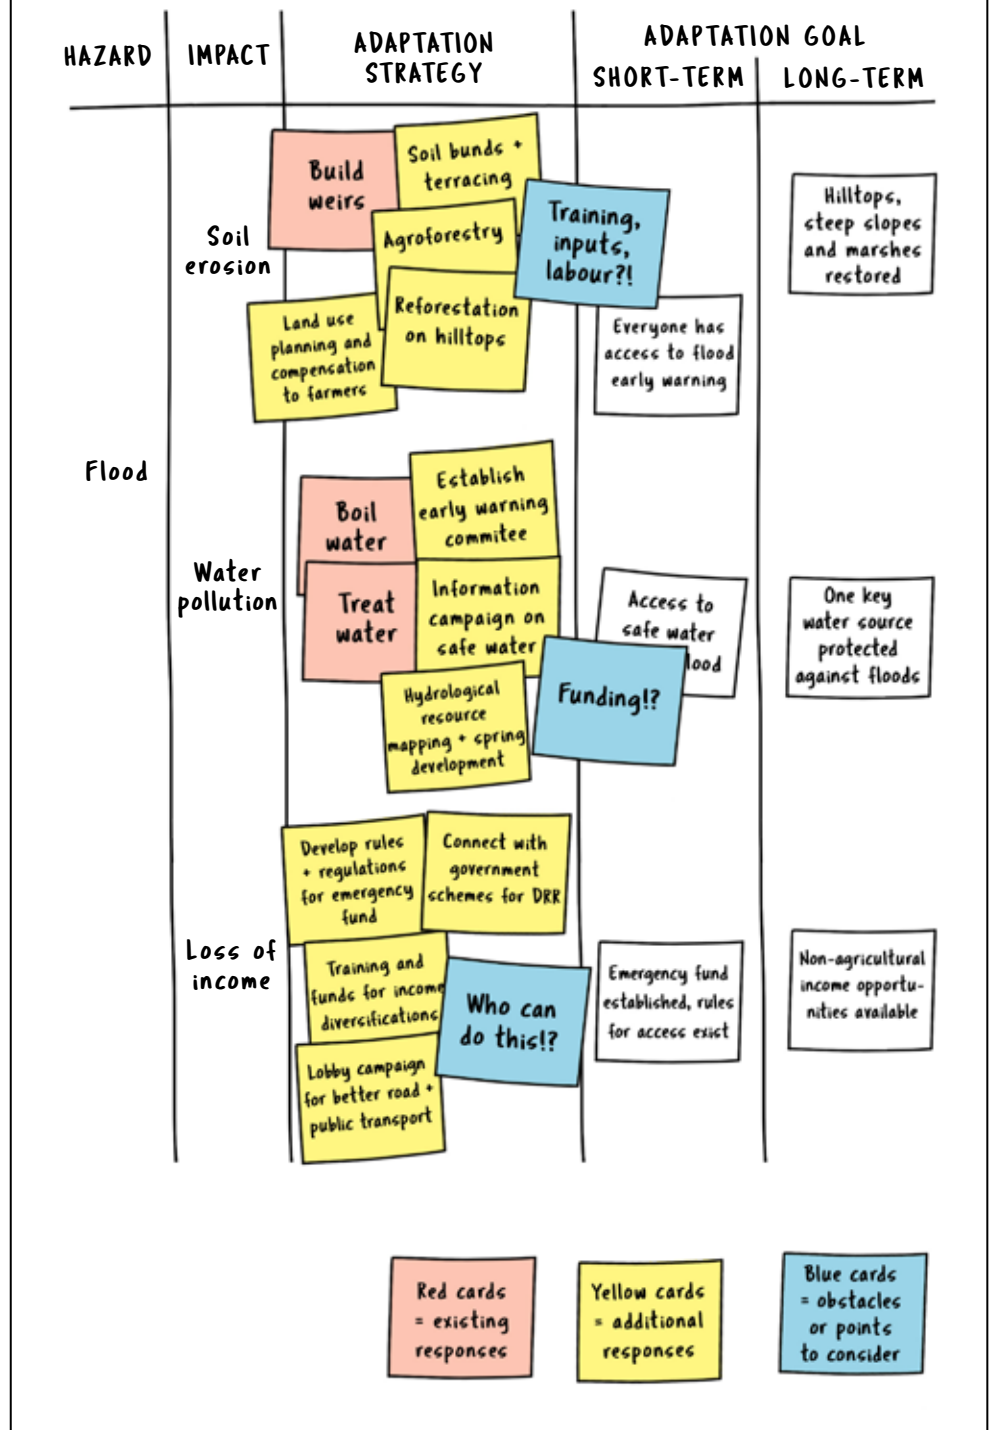 HAZARD
IMPACT
ADAPTATION
STRATEGY
ADAPTATION GOAL
SHORT-TERM
LONG-TERM
Flood
Soil
erosion
Build
weirs
Soil bunds +
terracing
Agroforestry
Reforestation
on hilltops
Land use
planning and
compensation
to farmers
Training,
inputs,
labour?!
Everyone has
access to flood
early warning
Hilltops,
steep slopes
and marshes
restored
Water
pollution
Boil
water
Treat
water
Establish
early warning
commitee
Information
campaign on
safe water
Hydrological
resource
mapping + spring
development
Funding!?
Access to
safe water
lood
One key
water source
protected
against floods
Loss of
income
Develop rules
+ regulations
for emergency
fund
Connect with
government
schemes for DRR
Training and
funds for income
diversifications
Lobby campaign
for better road +
public transport
Who can
do this!?
Emergency fund
established, rules
for access exist
Non-agricultural
income opportu-
nities available
Red cards
= existing
responses
Yellow cards
= additional
responses
Blue cards
= obstacles
or points
to consider